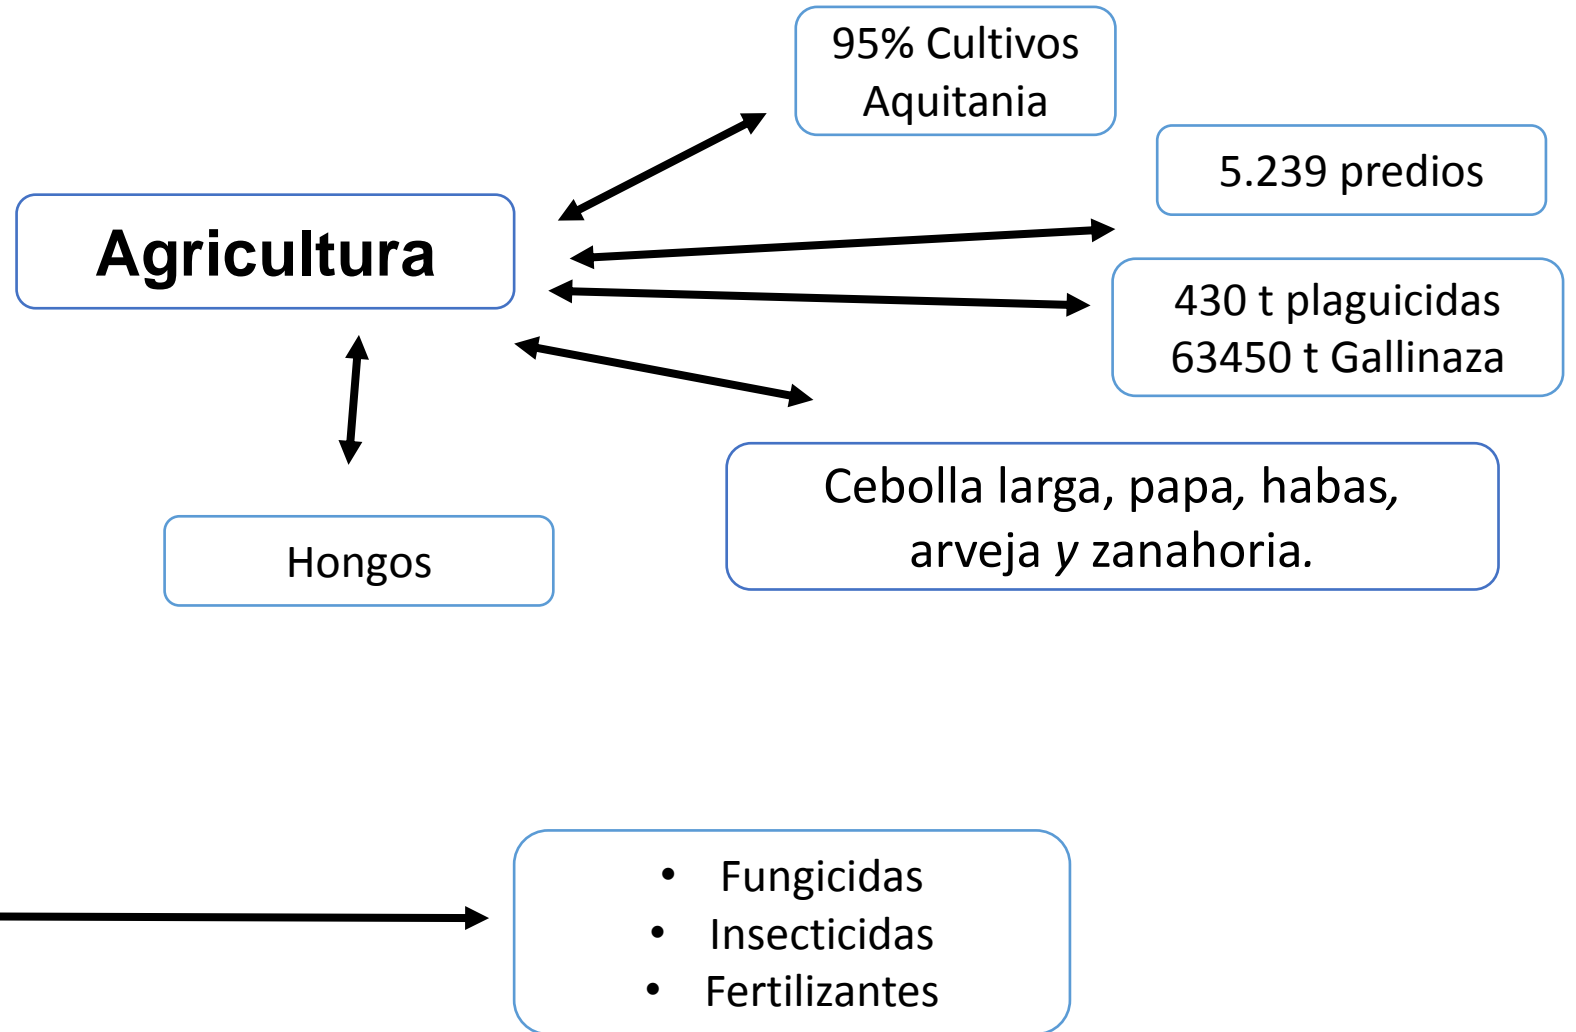 95% Cultivos
Aquitania
5.239 predios
Agricultura
430 t plaguicidas
63450 t Gallinaza
Cebolla larga, papa, habas,
arveja y zanahoria.
Hongos
• Fungicidas
• Insecticidas
• Fertilizantes